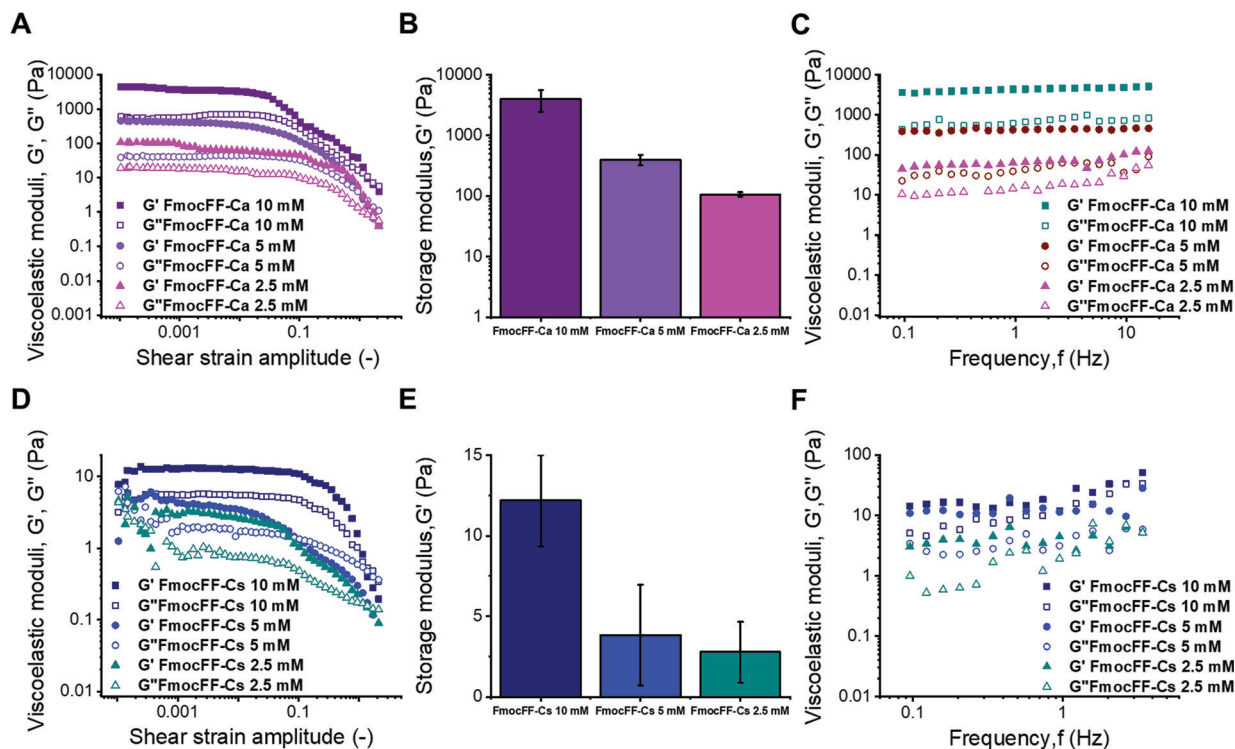 A
Viscoelastic moduli, G', G'' (Pa)
10000
1000
100
10
1
0.1
0.01
0.001
G' FmocFF-Ca 10 mM
G''FmocFF-Ca 10 mM
G' FmocFF-Ca 5 mM
G''FmocFF-Ca 5 mM
G' FmocFF-Ca 2.5 mM
G''FmocFF-Ca 2.5 mM
0.001 0.1
Shear strain amplitude (-)
B
Storage modulus,G' (Pa)
10000
1000
100
10
1
FmocFF-Ca 10 mM FmocFF-Ca 5 mM FmocFF-Ca 2.5 mM
C
Viscoelastic moduli, G',G'' (Pa)
10000
1000
100
10
1
0.1
0.01
G' FmocFF-Ca 10 mM
G''FmocFF-Ca 10 mM
G' FmocFF-Ca 5 mM
G''FmocFF-Ca 5 mM
G' FmocFF-Ca 2.5 mM
G''FmocFF-Ca 2.5 mM
0.1 1 10
Frequency,f (Hz)
D
Viscoelastic moduli, G', G'' (Pa)
10
1
0.1
0.01
G' FmocFF-Cs 10 mM
G''FmocFF-Cs 10 mM
G' FmocFF-Cs 5 mM
G''FmocFF-Cs 5 mM
G' FmocFF-Cs 2.5 mM
G''FmocFF-Cs 2.5 mM
0.001 0.1
Shear strain amplitude (-)
E
Storage modulus,G' (Pa)
15
10
5
0
FmocFF-Cs 10 mM FmocFF-Cs 5 mM FmocFF-Cs 2.5 mM
F
Viscoelastic moduli, G',G'' (Pa)
100
10
1
0.1
0.01
G' FmocFF-Cs 10 mM
G''FmocFF-Cs 10 mM
G' FmocFF-Cs 5 mM
G''FmocFF-Cs 5 mM
G' FmocFF-Cs 2.5 mM
G''FmocFF-Cs 2.5 mM
0.1 1
Frequency,f (Hz)